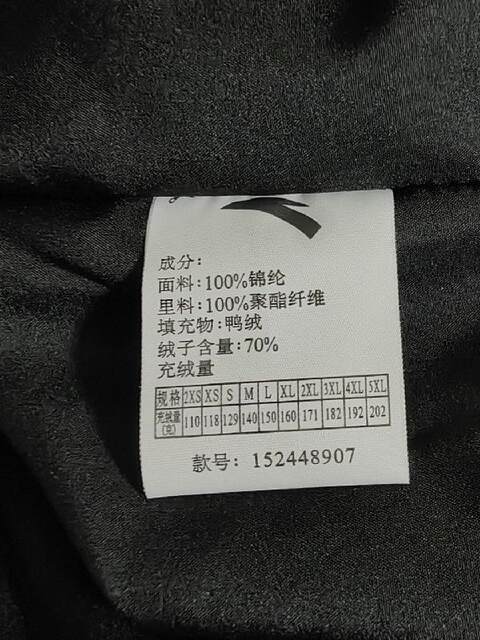 成分:
面料:100%锦纶
里料:100%聚酯纤维
填充物:鸭绒
绒子含量:70%
充绒量
规格 2XS XS S M L XL 2XL 3XL 4XL 5XL
充绒量(克) 110 118 129 140 150 160 171 182 192 202
款号: 152448907